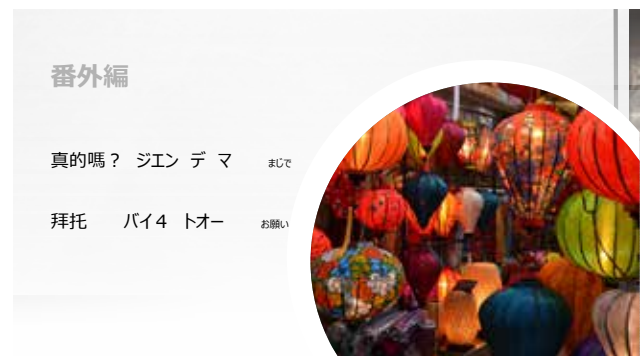 番外編
真的嗎？ ジエン デ マ まじで
拜托 バイ４ トオー お願い